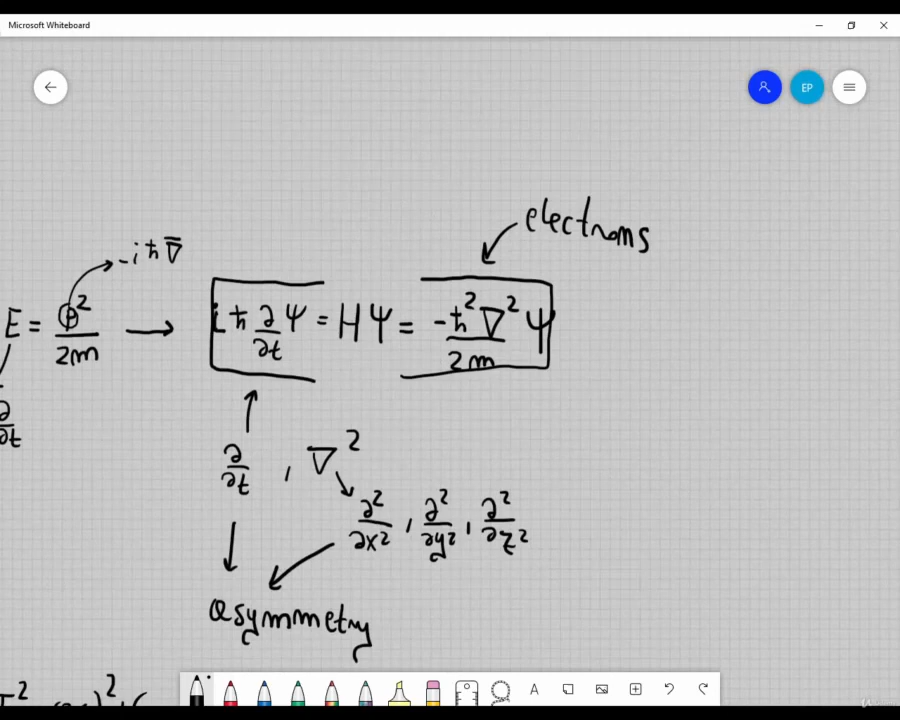 Microsoft Whiteboard
EP
electrons
-iħ∇̄
E = p²/2m → iħ ∂Ψ/∂t = HΨ = -ħ²∇²/2m Ψ
∂/∂t
∂/∂t , ∇²
∂²/∂x² , ∂²/∂y² , ∂²/∂z²
asymmetry
A